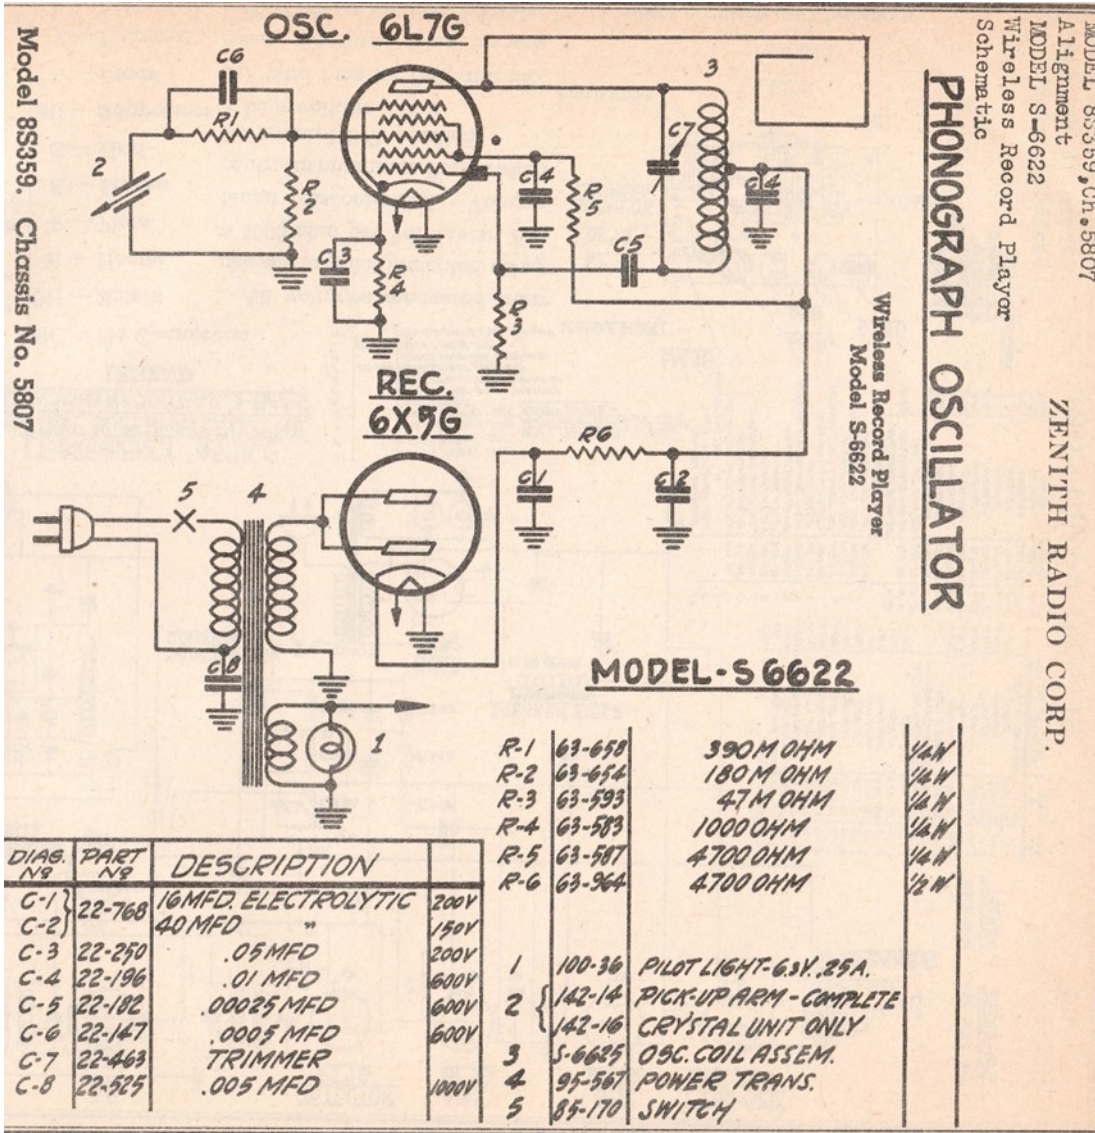 MODEL 8S359, Ch. 5807
Alignment
MODEL S-6622
Wireless Record Player
Schematic
ZENITH RADIO CORP.
PHONOGRAPH OSCILLATOR
Wireless Record Player
Model S-6622
Model 8S359. Chassis No. 5807
OSC. 6L7G
C6
R1
2
R2
C3
R4
C4
R5
C5
R3
C7
3
C4
REC.
6X5G
R6
C1
C2
5
4
C8
1
MODEL-S6622
R-1 63-658 390M OHM 1/4W
R-2 63-654 180M OHM 1/4W
R-3 63-593 47M OHM 1/4W
R-4 63-583 1000 OHM 1/4W
R-5 63-587 4700 OHM 1/4W
R-6 63-964 4700 OHM 1/2W
1 100-36 PILOT LIGHT-6.3V. .25A.
2 142-14 PICK-UP ARM - COMPLETE
142-16 CRYSTAL UNIT ONLY
3 S-6625 OSC. COIL ASSEM.
4 95-567 POWER TRANS.
5 85-170 SWITCH
DIAG. Nº PART Nº DESCRIPTION
C-1 22-768 16MFD. ELECTROLYTIC 200V
C-2 40MFD " 150V
C-3 22-250 .05MFD 200V
C-4 22-196 .01 MFD 600V
C-5 22-182 .00025 MFD 600V
C-6 22-147 .0005 MFD 600V
C-7 22-463 TRIMMER
C-8 22-525 .005 MFD 1000V